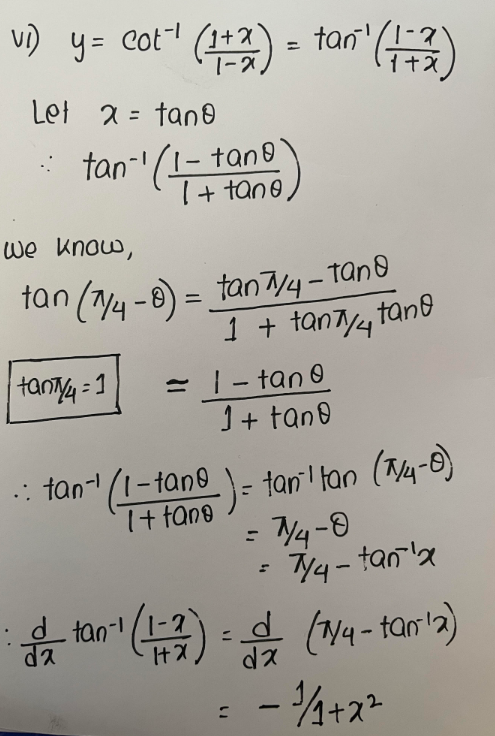 vi) y = cot⁻¹ (1+x / 1-x) = tan⁻¹ (1-x / 1+x)
Let x = tanθ
∴ tan⁻¹ (1 - tanθ / 1 + tanθ)
we know,
tan (π/4 - θ) = tan π/4 - tanθ / 1 + tan π/4 tanθ
tan π/4 = 1 = 1 - tanθ / 1 + tanθ
∴ tan⁻¹ (1 - tanθ / 1 + tanθ) = tan⁻¹ tan (π/4 - θ)
= π/4 - θ
= π/4 - tan⁻¹x
∴ d/dx tan⁻¹ (1-x / 1+x) = d/dx (π/4 - tan⁻¹x)
= - 1/1+x²